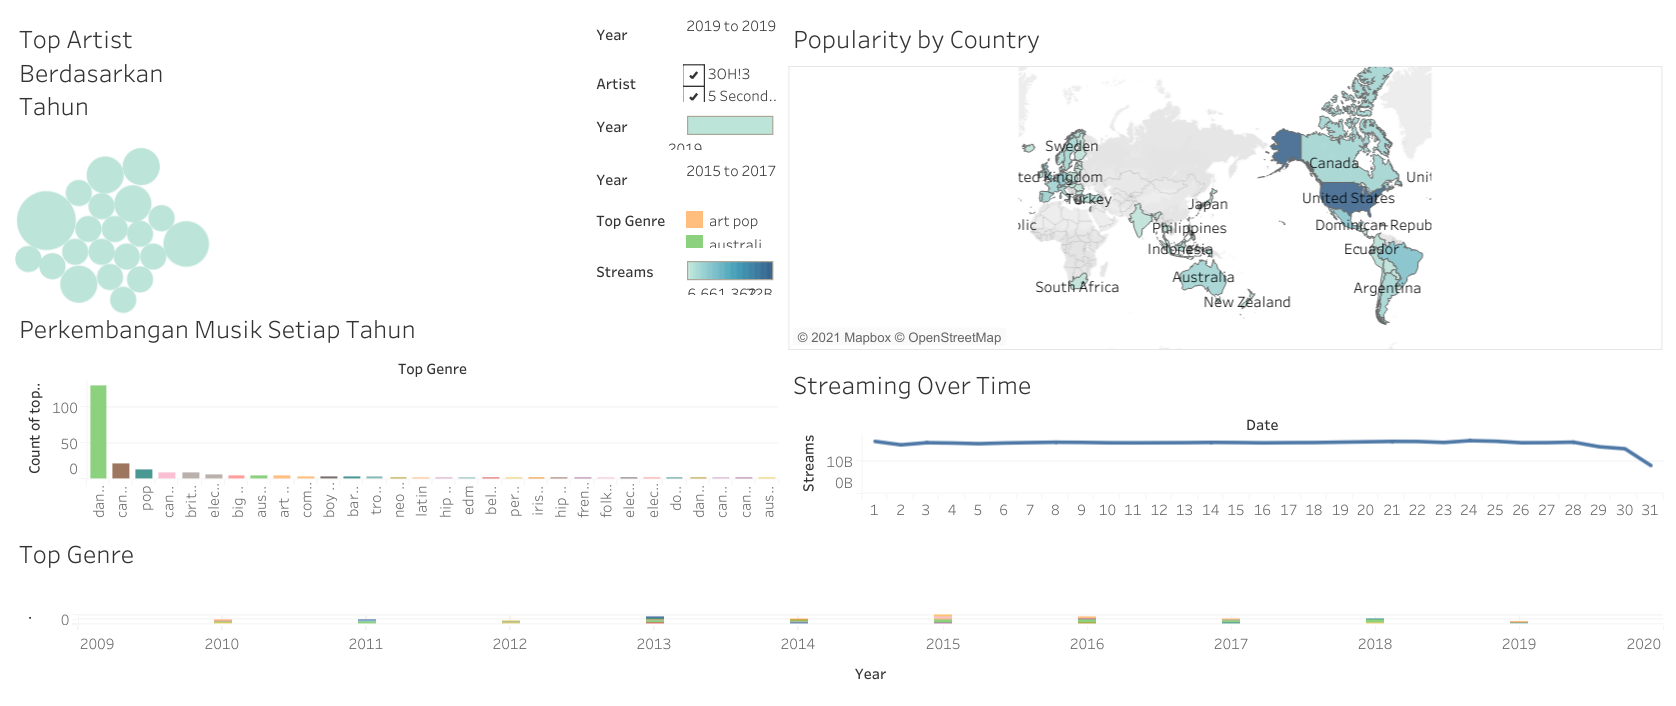 Top Artist
Berdasarkan
Tahun
Year
2019 to 2019
Artist
3OH!3
5 Second..
Year
2019
Year
2015 to 2017
Top Genre
art pop
australi
Streams
Popularity by Country
Sweden
ted Kingdom
Turkey
Japan
Philippines
Indonesia
South Africa
Australia
New Zealand
Canada
United States
Dominican Repub
Ecuador
Argentina
Unit
lic
© 2021 Mapbox © OpenStreetMap
Perkembangan Musik Setiap Tahun
Top Genre
Count of top..
100
50
0
dan..
can..
pop
can..
brit..
elec..
big ..
aus..
art ..
com..
boy ..
bar..
tro..
neo ..
latin
hip ..
edm
bel..
per..
iris..
hip ..
fren..
folk..
elec..
elec..
do..
dan..
can..
can..
aus..
Streaming Over Time
Date
Streams
10B
0B
1 2 3 4 5 6 7 8 9 10 11 12 13 14 15 16 17 18 19 20 21 22 23 24 25 26 27 28 29 30 31
Top Genre
0
2009 2010 2011 2012 2013 2014 2015 2016 2017 2018 2019 2020
Year